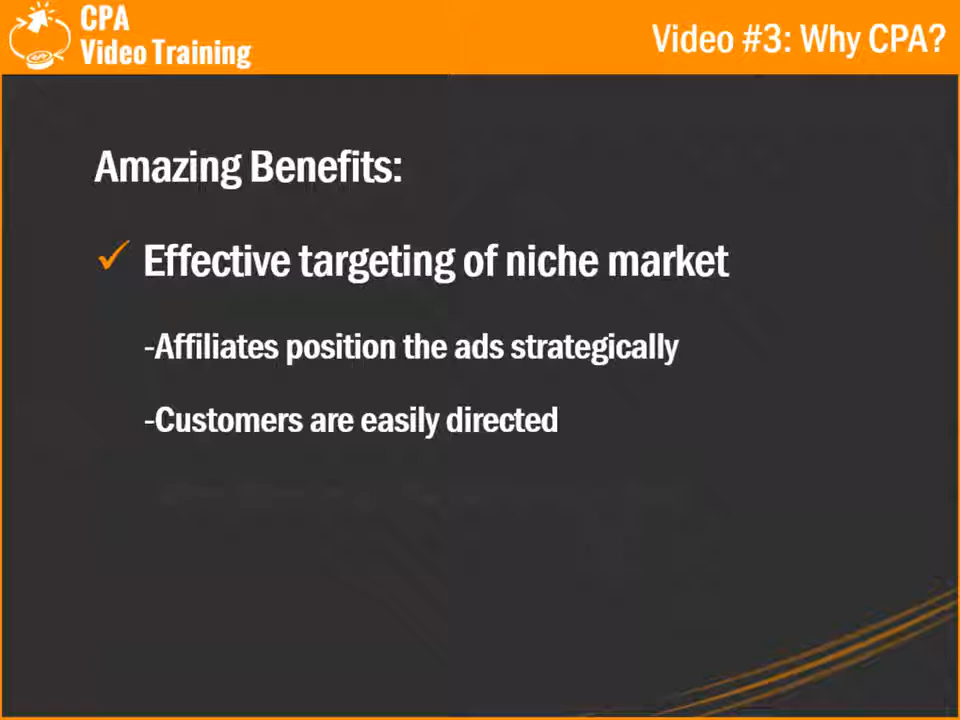 CPA
Video Training
Video #3: Why CPA?
Amazing Benefits:
✓ Effective targeting of niche market
-Affiliates position the ads strategically
-Customers are easily directed